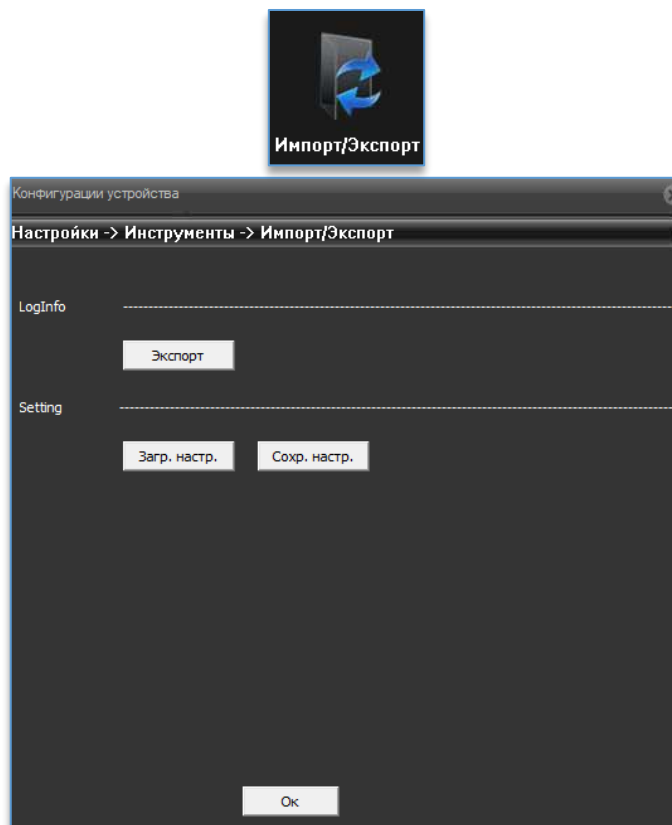 Импорт/Экспорт
Конфигурации устройства
Настройки -> Инструменты -> Импорт/Экспорт
LogInfo
Экспорт
Setting
Загр. настр. Сохр. настр.
Ок